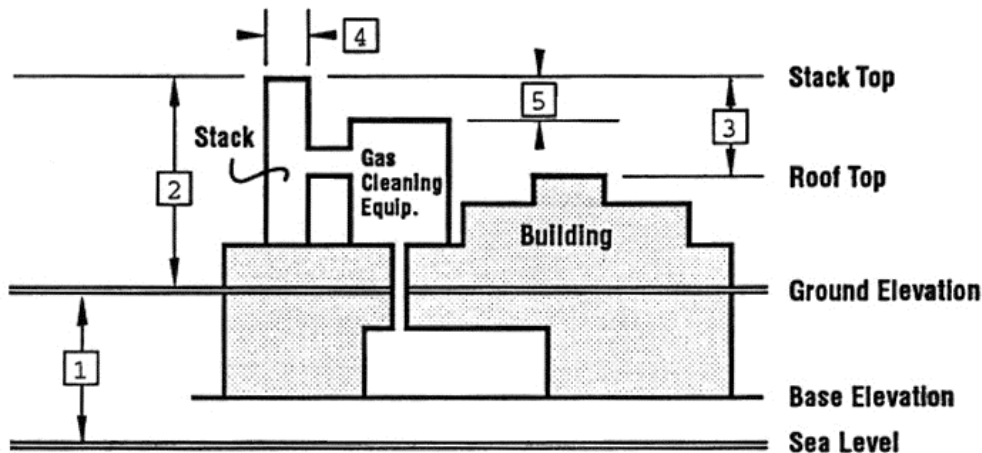 4
Stack Top
5
3
Stack
Gas
Cleaning
Equip.
Roof Top
2
Building
Ground Elevation
1
Base Elevation
Sea Level